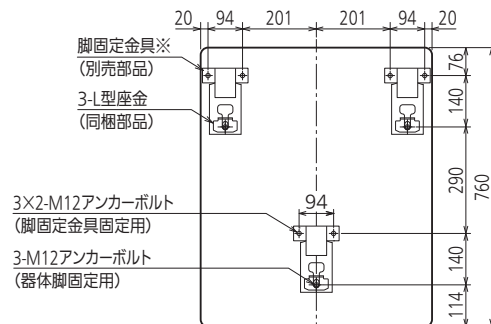 20 94 201 201 94 20
脚固定金具※
(別売部品)
3-L型座金
(同梱部品)
3×2-M12アンカーボルト
(脚固定金具固定用)
3-M12アンカーボルト
(器体脚固定用)
94
76
140
290
140
114
760